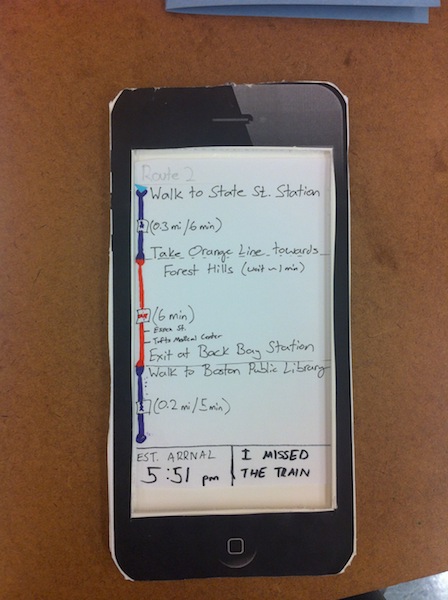 Route 2
Walk to State St. Station
(0.3 mi/6 min)
Take Orange Line towards
Forest Hills (wait ~ 1 min)
(6 min)
Essex St.
Tufts Medical Center
Exit at Back Bay Station
Walk to Boston Public Library
(0.2 mi/5 min)
EST. ARRIVAL
5:51 pm
I MISSED
THE TRAIN